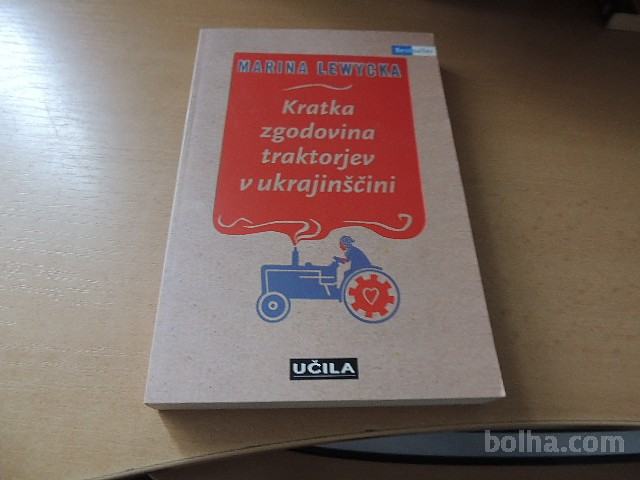 Bestseller
MARINA LEWYCKA
Kratka
zgodovina
traktorjev
v ukrajinščini
UČILA
bolha.com